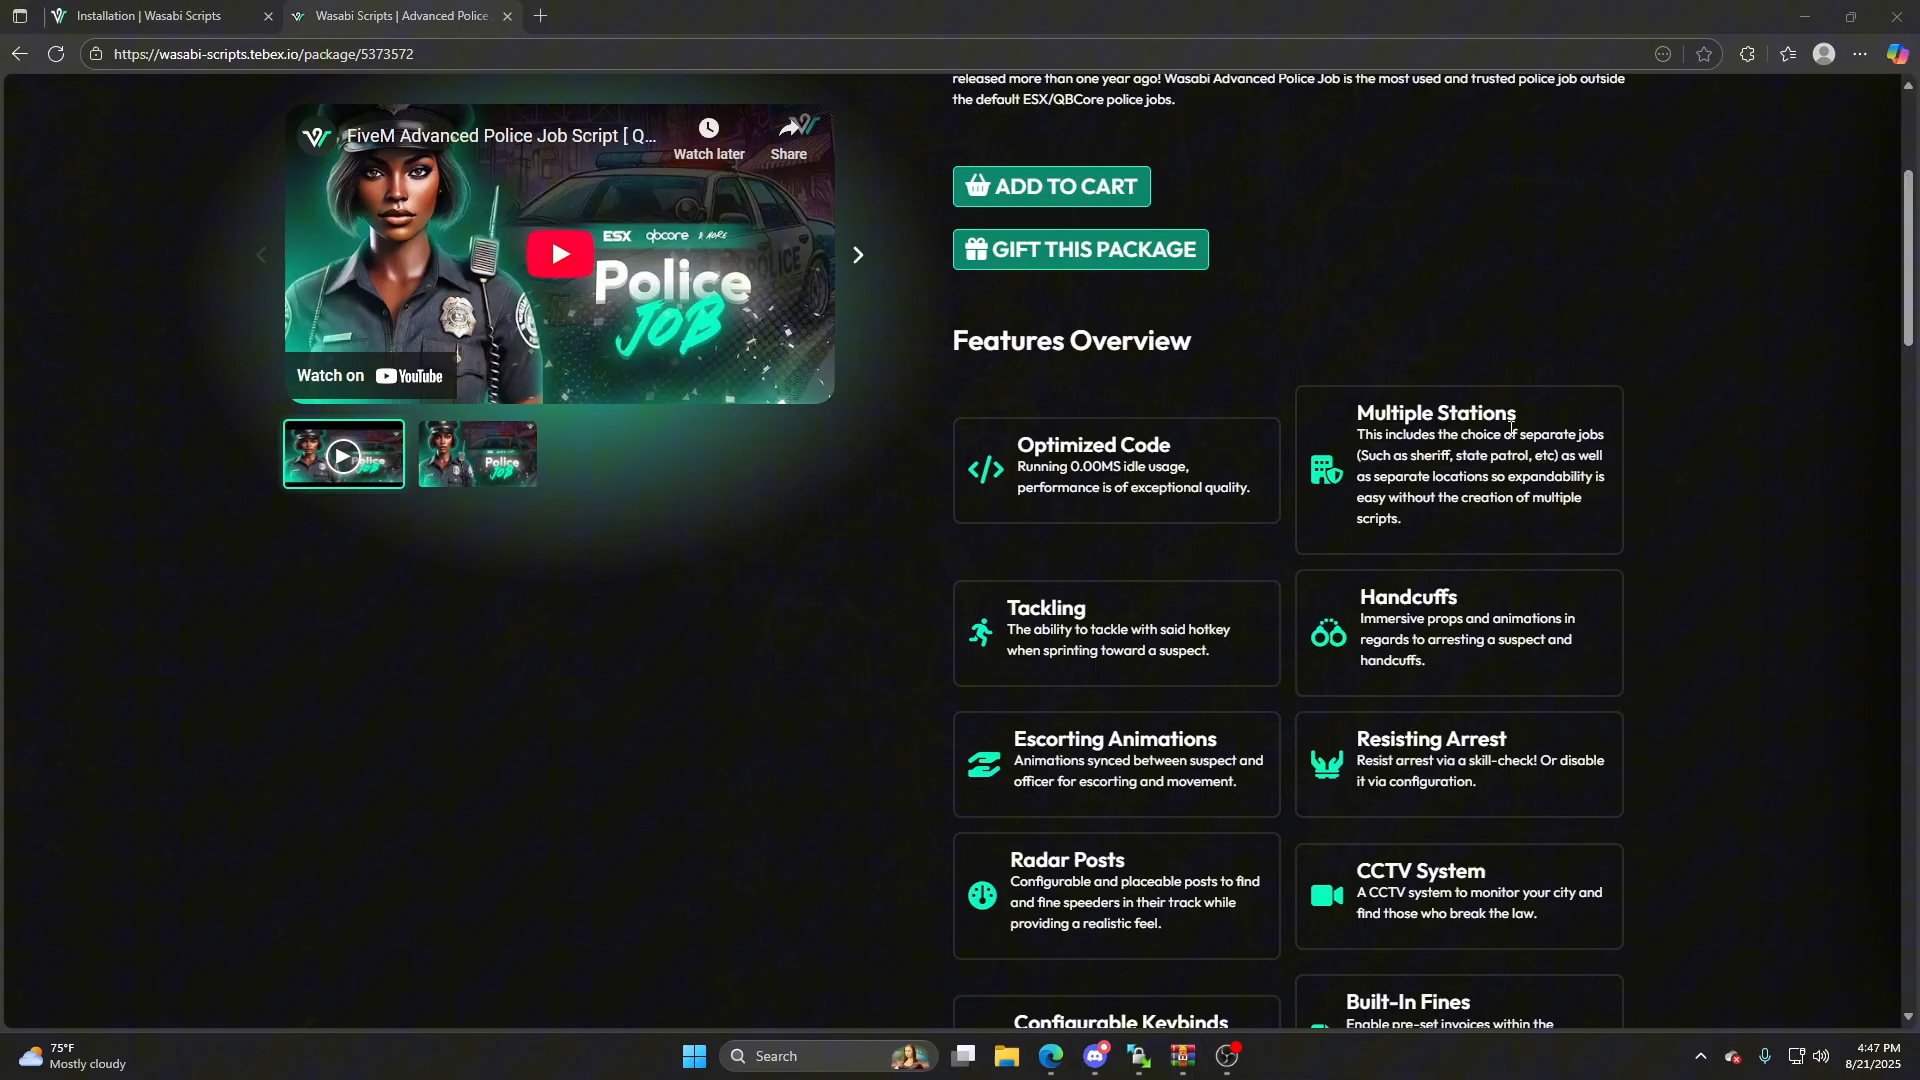 Installation | Wasabi Scripts
Wasabi Scripts | Advanced Police
https://wasabi-scripts.tebex.io/package/5373572
released more than one year ago! Wasabi Advanced Police Job is the most used and trusted police job outside
the default ESX/QBCore police jobs.
FiveM Advanced Police Job Script [ Q...
Watch later
Share
ESX qbcore & MORE
Police
JOB
POLICE
Watch on YouTube
Police
JOB
Police
JOB
ADD TO CART
GIFT THIS PACKAGE
Features Overview
Optimized Code
Running 0.00MS idle usage,
performance is of exceptional quality.
Multiple Stations
This includes the choice of separate jobs
(Such as sheriff, state patrol, etc) as well
as separate locations so expandability is
easy without the creation of multiple
scripts.
Tackling
The ability to tackle with said hotkey
when sprinting toward a suspect.
Handcuffs
Immersive props and animations in
regards to arresting a suspect and
handcuffs.
Escorting Animations
Animations synced between suspect and
officer for escorting and movement.
Resisting Arrest
Resist arrest via a skill-check! Or disable
it via configuration.
Radar Posts
Configurable and placeable posts to find
and fine speeders in their track while
providing a realistic feel.
CCTV System
A CCTV system to monitor your city and
find those who break the law.
Configurable Keybinds
Built-In Fines
Enable pre-set invoices within the
75°F
Mostly cloudy
Search
4:47 PM
8/21/2025